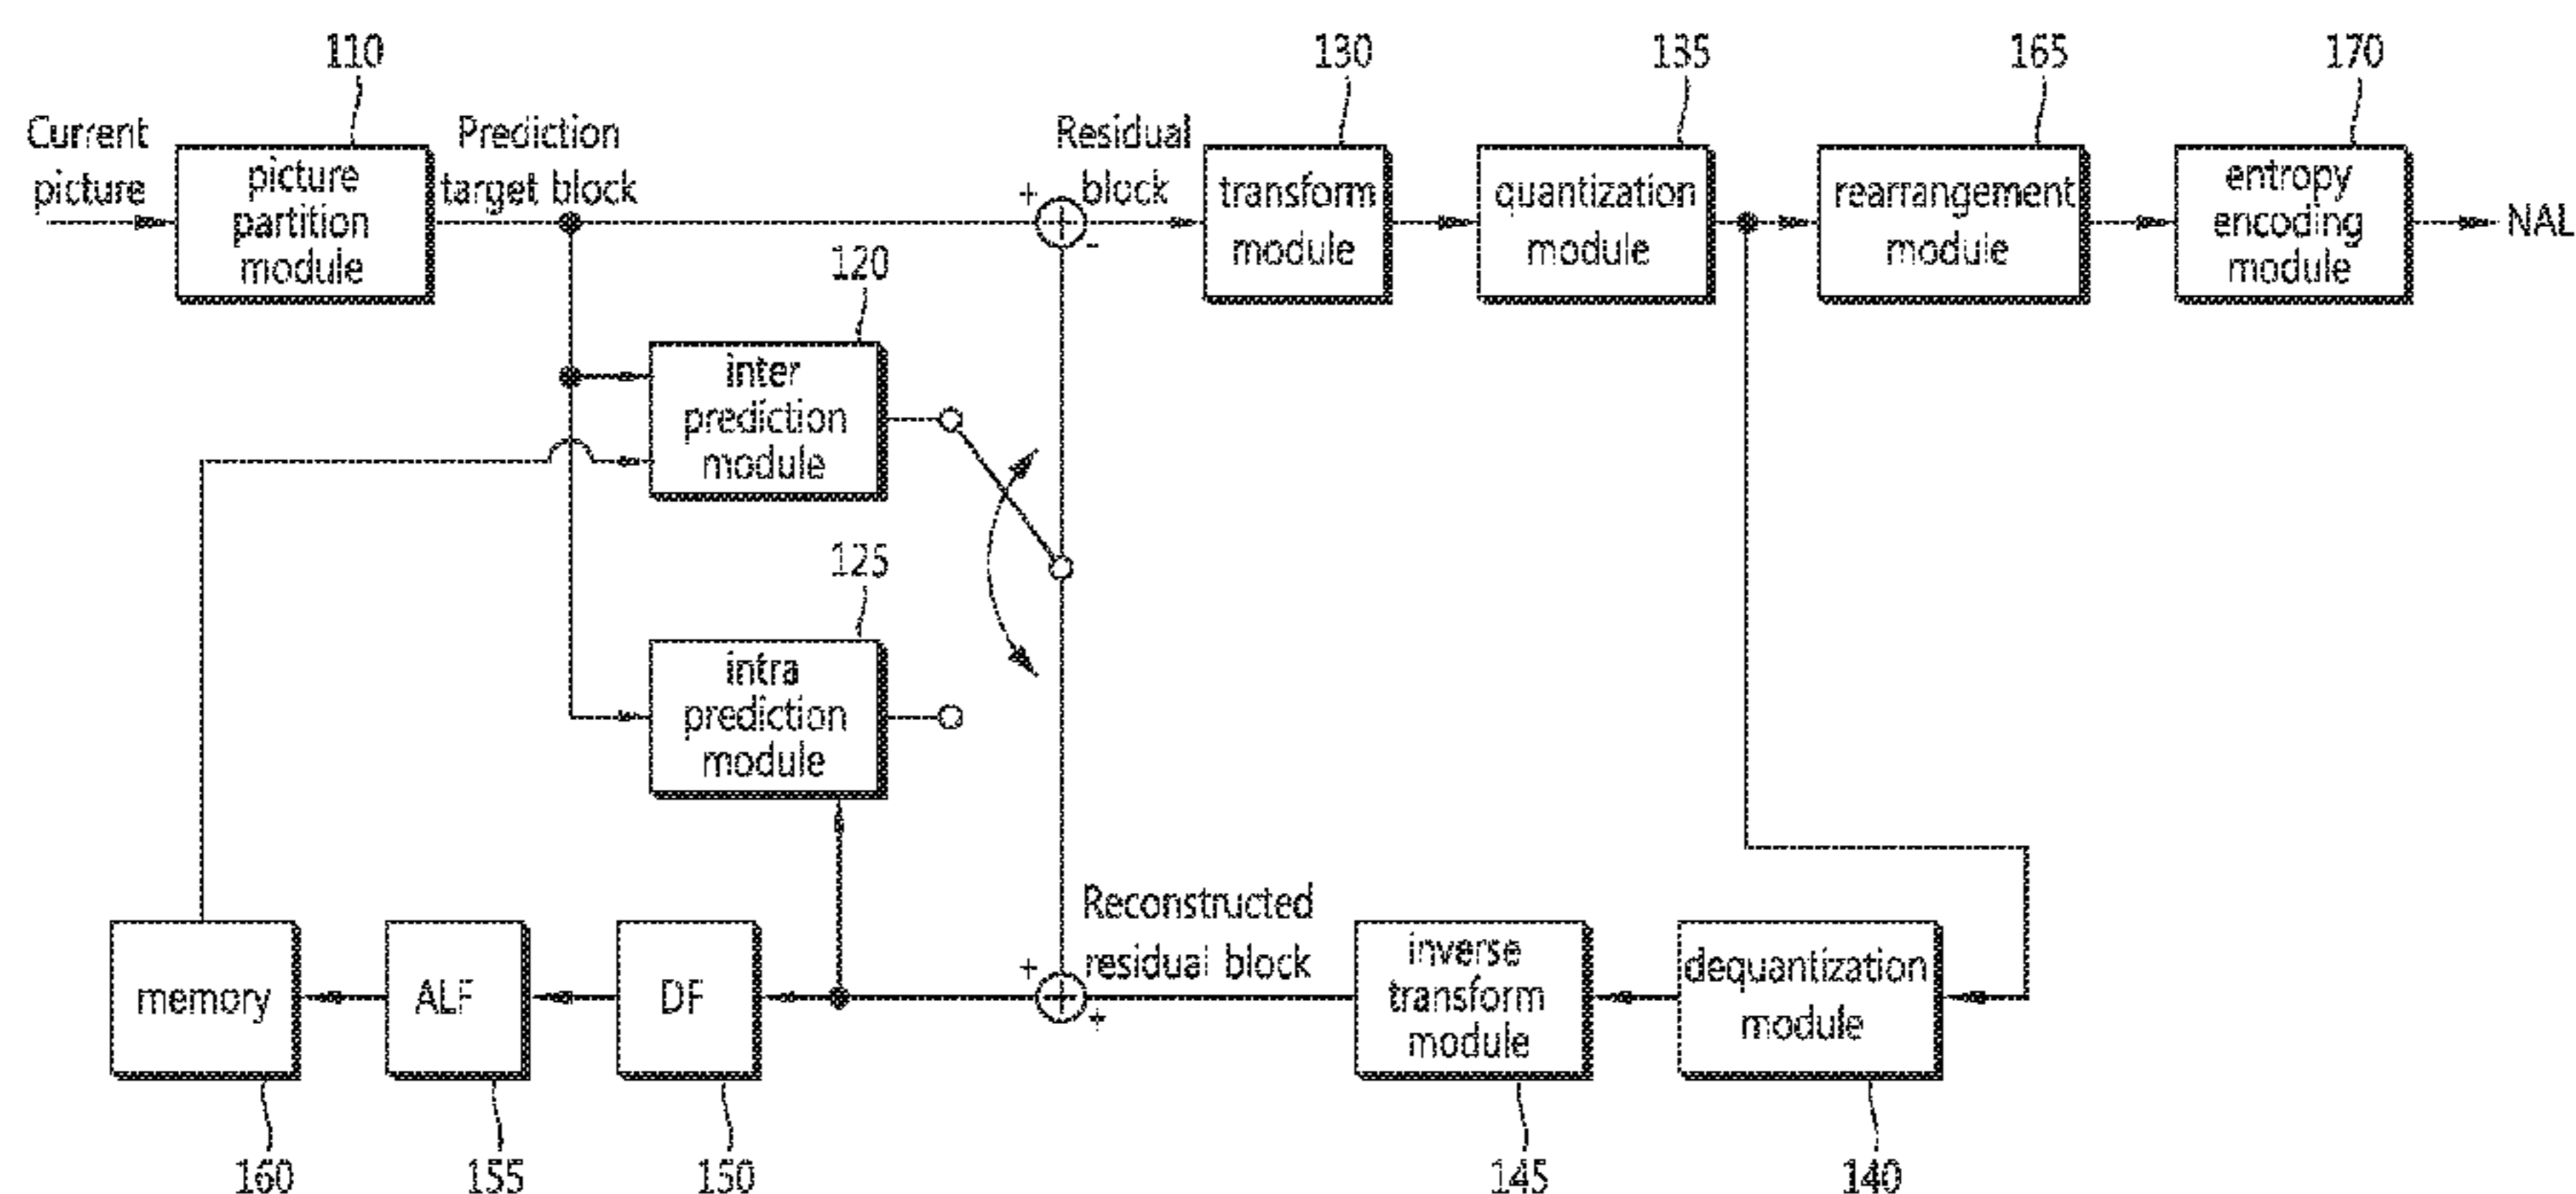 110
130
135
165
170
Current
picture
picture
partition
module
Prediction
target block
+
-
Residual
block
transform
module
quantization
module
rearrangement
module
entropy
encoding
module
NAL
120
inter
prediction
module
125
intra
prediction
module
memory
ALF
DF
+
+
Reconstructed
residual block
inverse
transform
module
dequantization
module
160
155
150
145
140